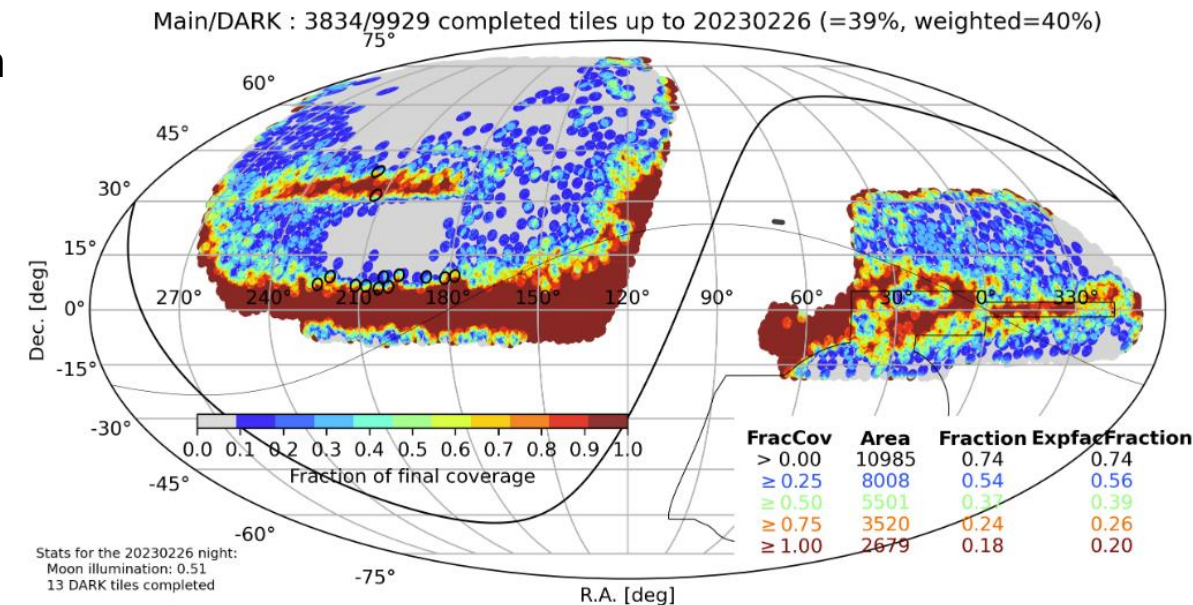 Main/DARK : 3834/9929 completed tiles up to 20230226 (=39%, weighted=40%)
n
75°
60°
45°
30°
15°
0°
-15°
-30°
-45°
-60°
-75°
Dec. [deg]
270° 240° 210° 180° 150° 120° 90° 60° 30° 0° 330°
0.0 0.1 0.2 0.3 0.4 0.5 0.6 0.7 0.8 0.9 1.0
Fraction of final coverage
FracCov Area Fraction ExpfacFraction
> 0.00 10985 0.74 0.74
≥ 0.25 8008 0.54 0.56
≥ 0.50 5501 0.37 0.39
≥ 0.75 3520 0.24 0.26
≥ 1.00 2679 0.18 0.20
Stats for the 20230226 night:
Moon illumination: 0.51
13 DARK tiles completed
R.A. [deg]